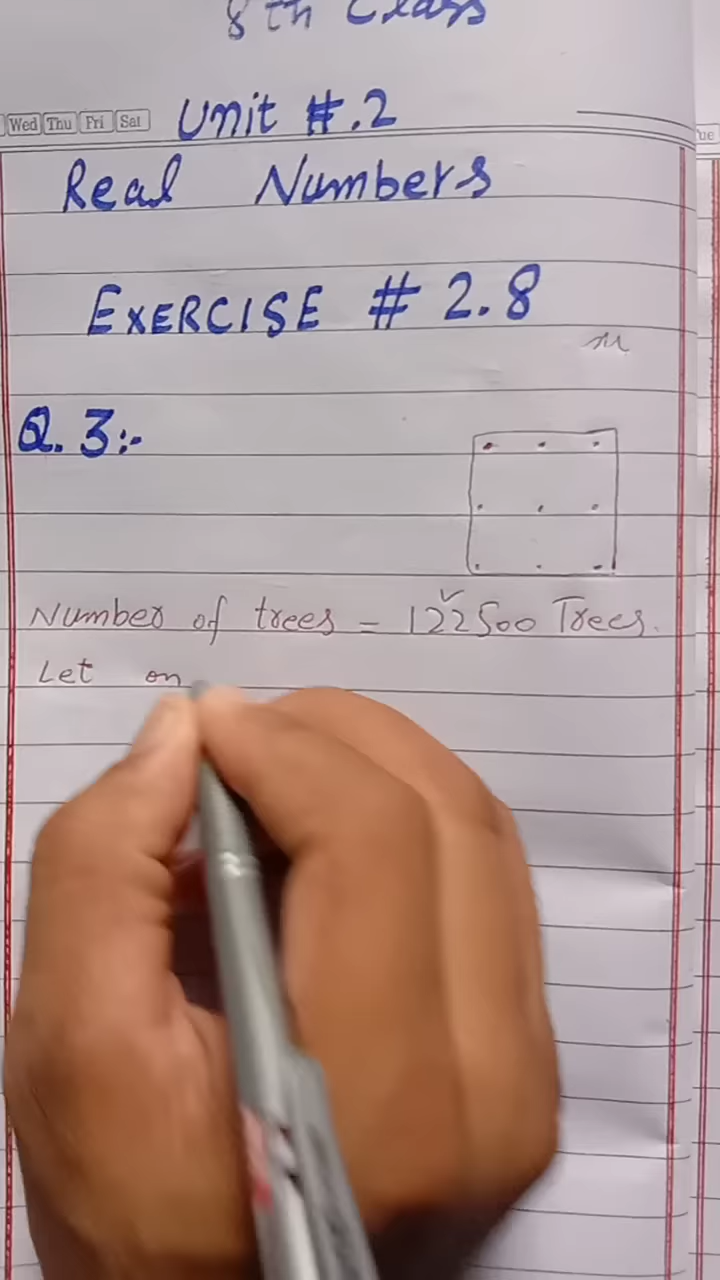 8th Class
Wed Thu Fri Sat
Unit #.2
Real Numbers
EXERCISE # 2.8
Q. 3:-
Number of trees = 122500 Trees.
Let on